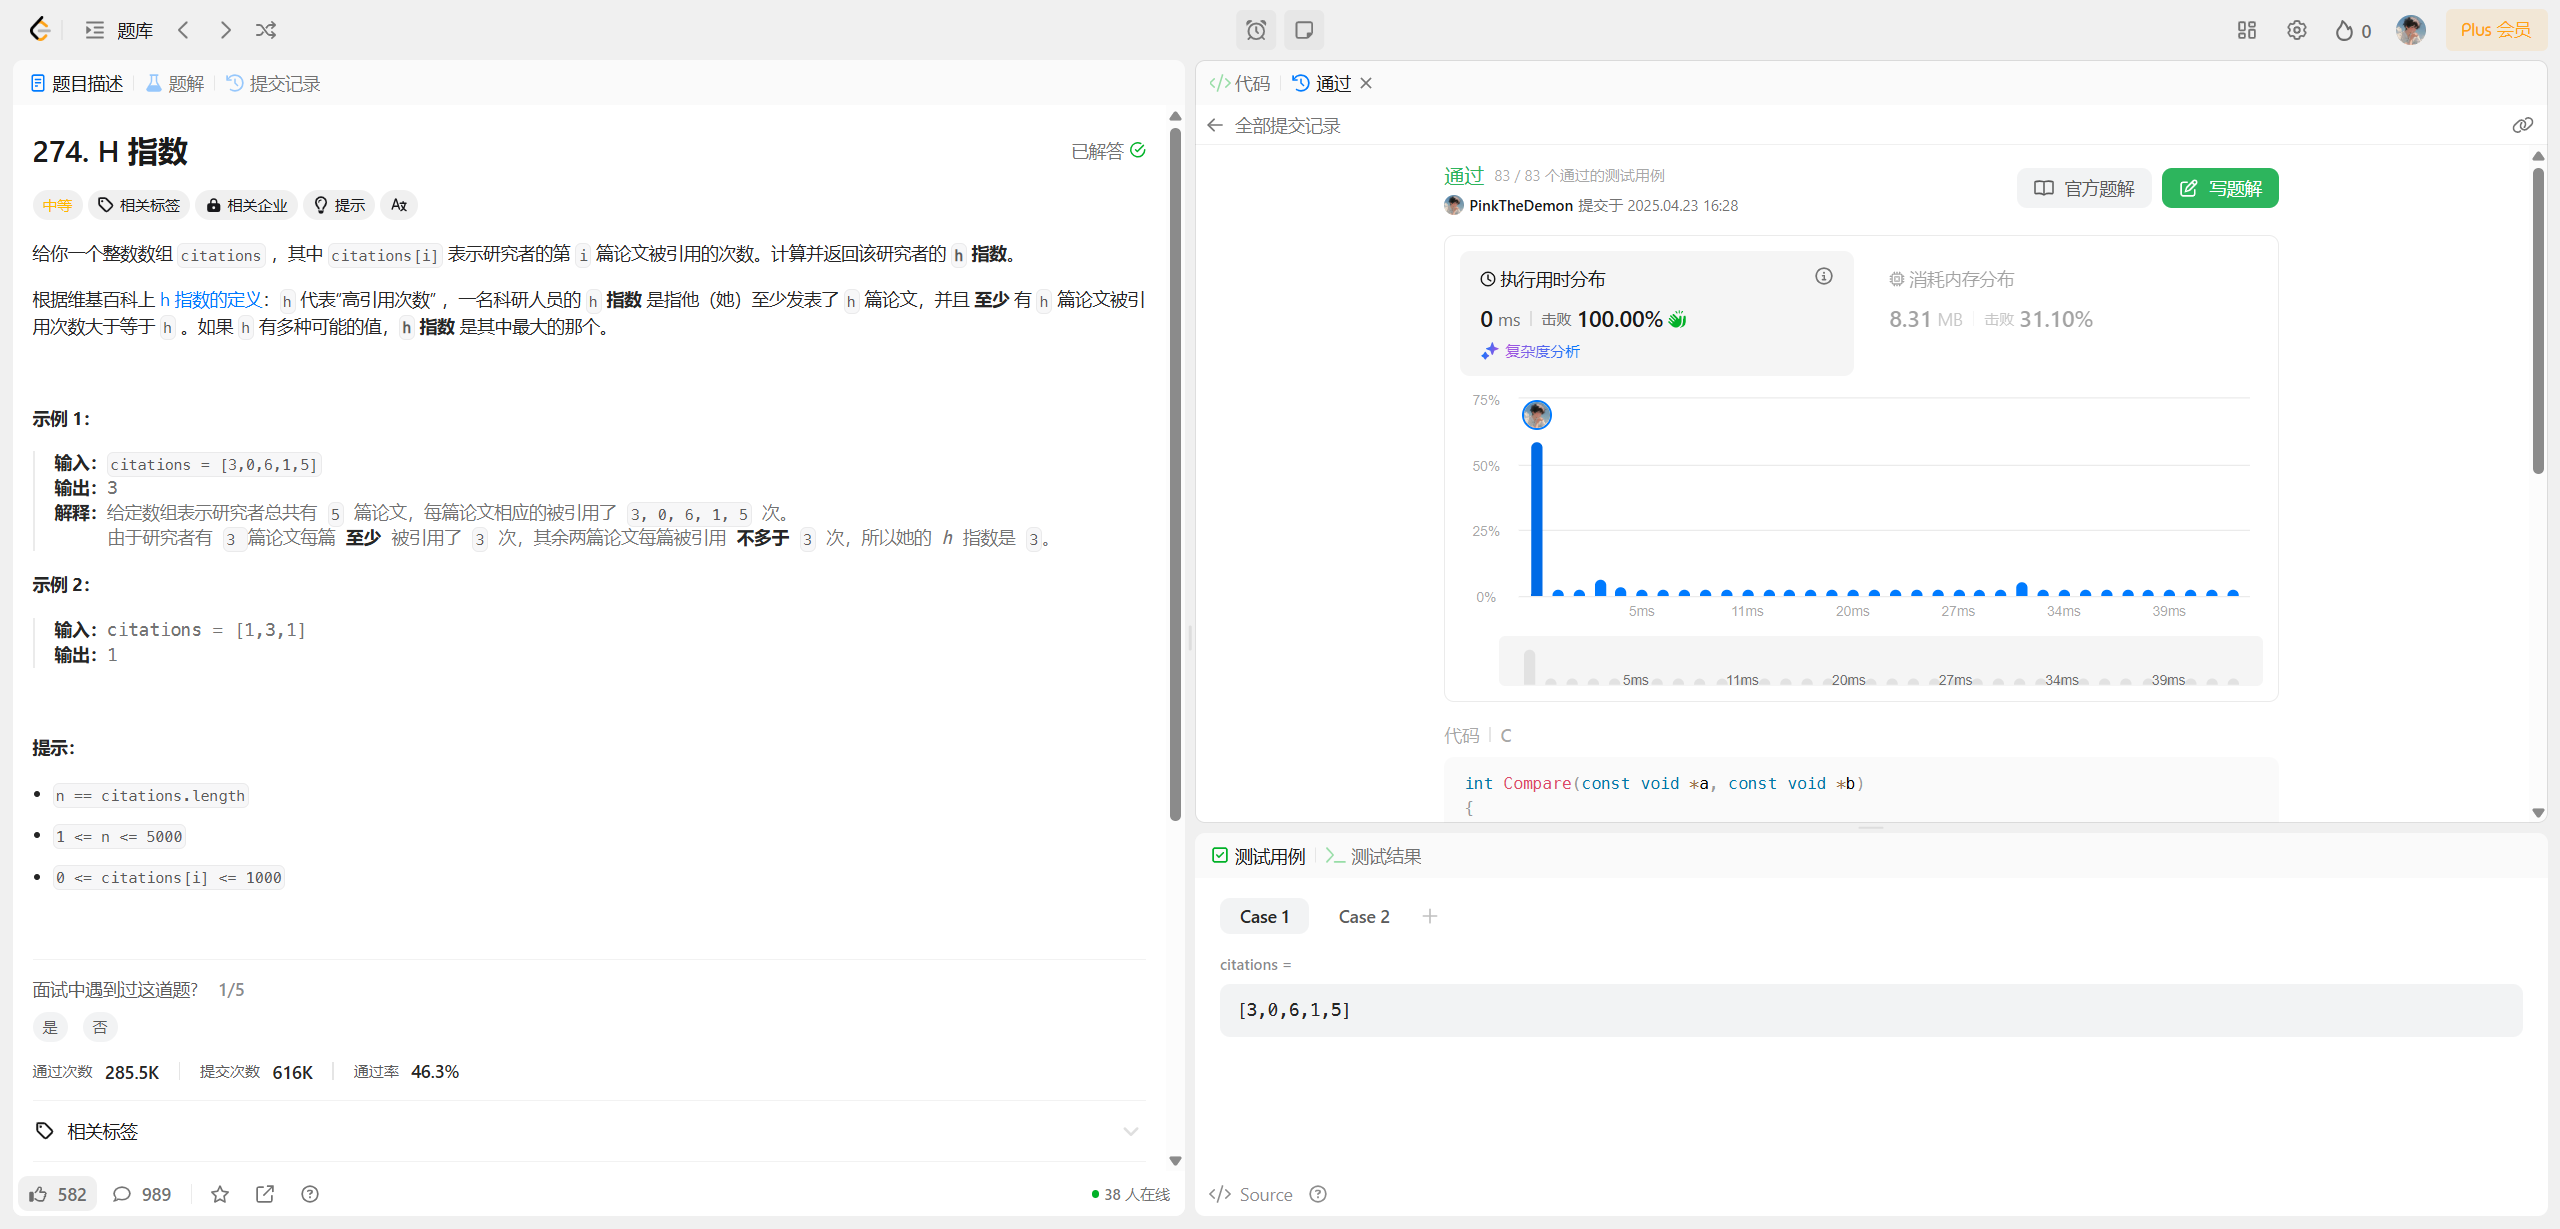 题库
0
Plus 会员
题目描述 题解 提交记录
274. H 指数
已解答
中等 相关标签 相关企业 提示
给你一个整数数组 citations ，其中 citations[i] 表示研究者的第 i 篇论文被引用的次数。计算并返回该研究者的 h 指数。
根据维基百科上 h 指数的定义：h 代表“高引用次数” ，一名科研人员的 h 指数 是指他（她）至少发表了 h 篇论文，并且 至少 有 h 篇论文被引
用次数大于等于 h 。如果 h 有多种可能的值，h 指数 是其中最大的那个。
示例 1：
输入：citations = [3,0,6,1,5]
输出：3
解释：给定数组表示研究者总共有 5 篇论文，每篇论文相应的被引用了 3, 0, 6, 1, 5 次。
由于研究者有 3 篇论文每篇 至少 被引用了 3 次，其余两篇论文每篇被引用 不多于 3 次，所以她的 h 指数是 3。
示例 2：
输入：citations = [1,3,1]
输出：1
提示：
n == citations.length
1 <= n <= 5000
0 <= citations[i] <= 1000
面试中遇到过这道题? 1/5
是 否
通过次数 285.5K 提交次数 616K 通过率 46.3%
相关标签
582 989
38 人在线
代码 通过
全部提交记录
通过 83 / 83 个通过的测试用例
PinkTheDemon 提交于 2025.04.23 16:28
官方题解 写题解
执行用时分布
0 ms 击败 100.00%
复杂度分析
消耗内存分布
8.31 MB 击败 31.10%
75%
50%
25%
0%
5ms 11ms 20ms 27ms 34ms 39ms
5ms 11ms 20ms 27ms 34ms 39ms
代码 C
int Compare(const void *a, const void *b)
{
测试用例 测试结果
Case 1 Case 2
citations =
[3,0,6,1,5]
Source